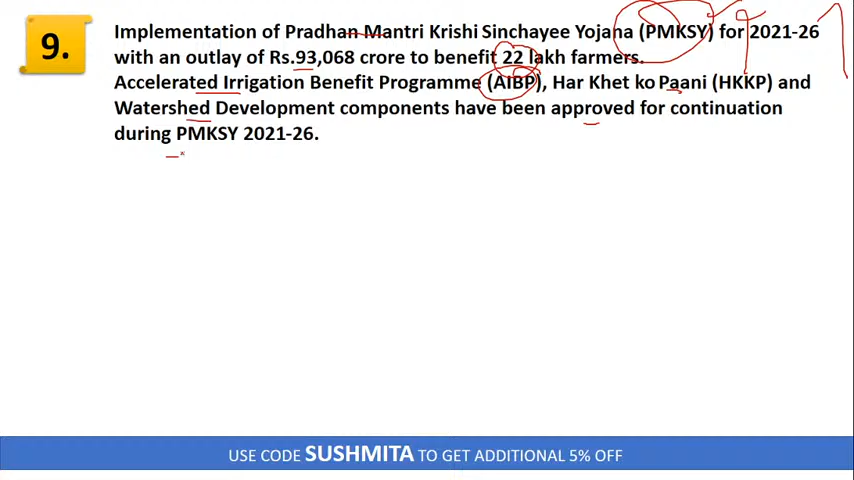 9.
Implementation of Pradhan Mantri Krishi Sinchayee Yojana (PMKSY) for 2021-26
with an outlay of Rs.93,068 crore to benefit 22 lakh farmers.
Accelerated Irrigation Benefit Programme (AIBP), Har Khet ko Paani (HKKP) and
Watershed Development components have been approved for continuation
during PMKSY 2021-26.
USE CODE SUSHMITA TO GET ADDITIONAL 5% OFF